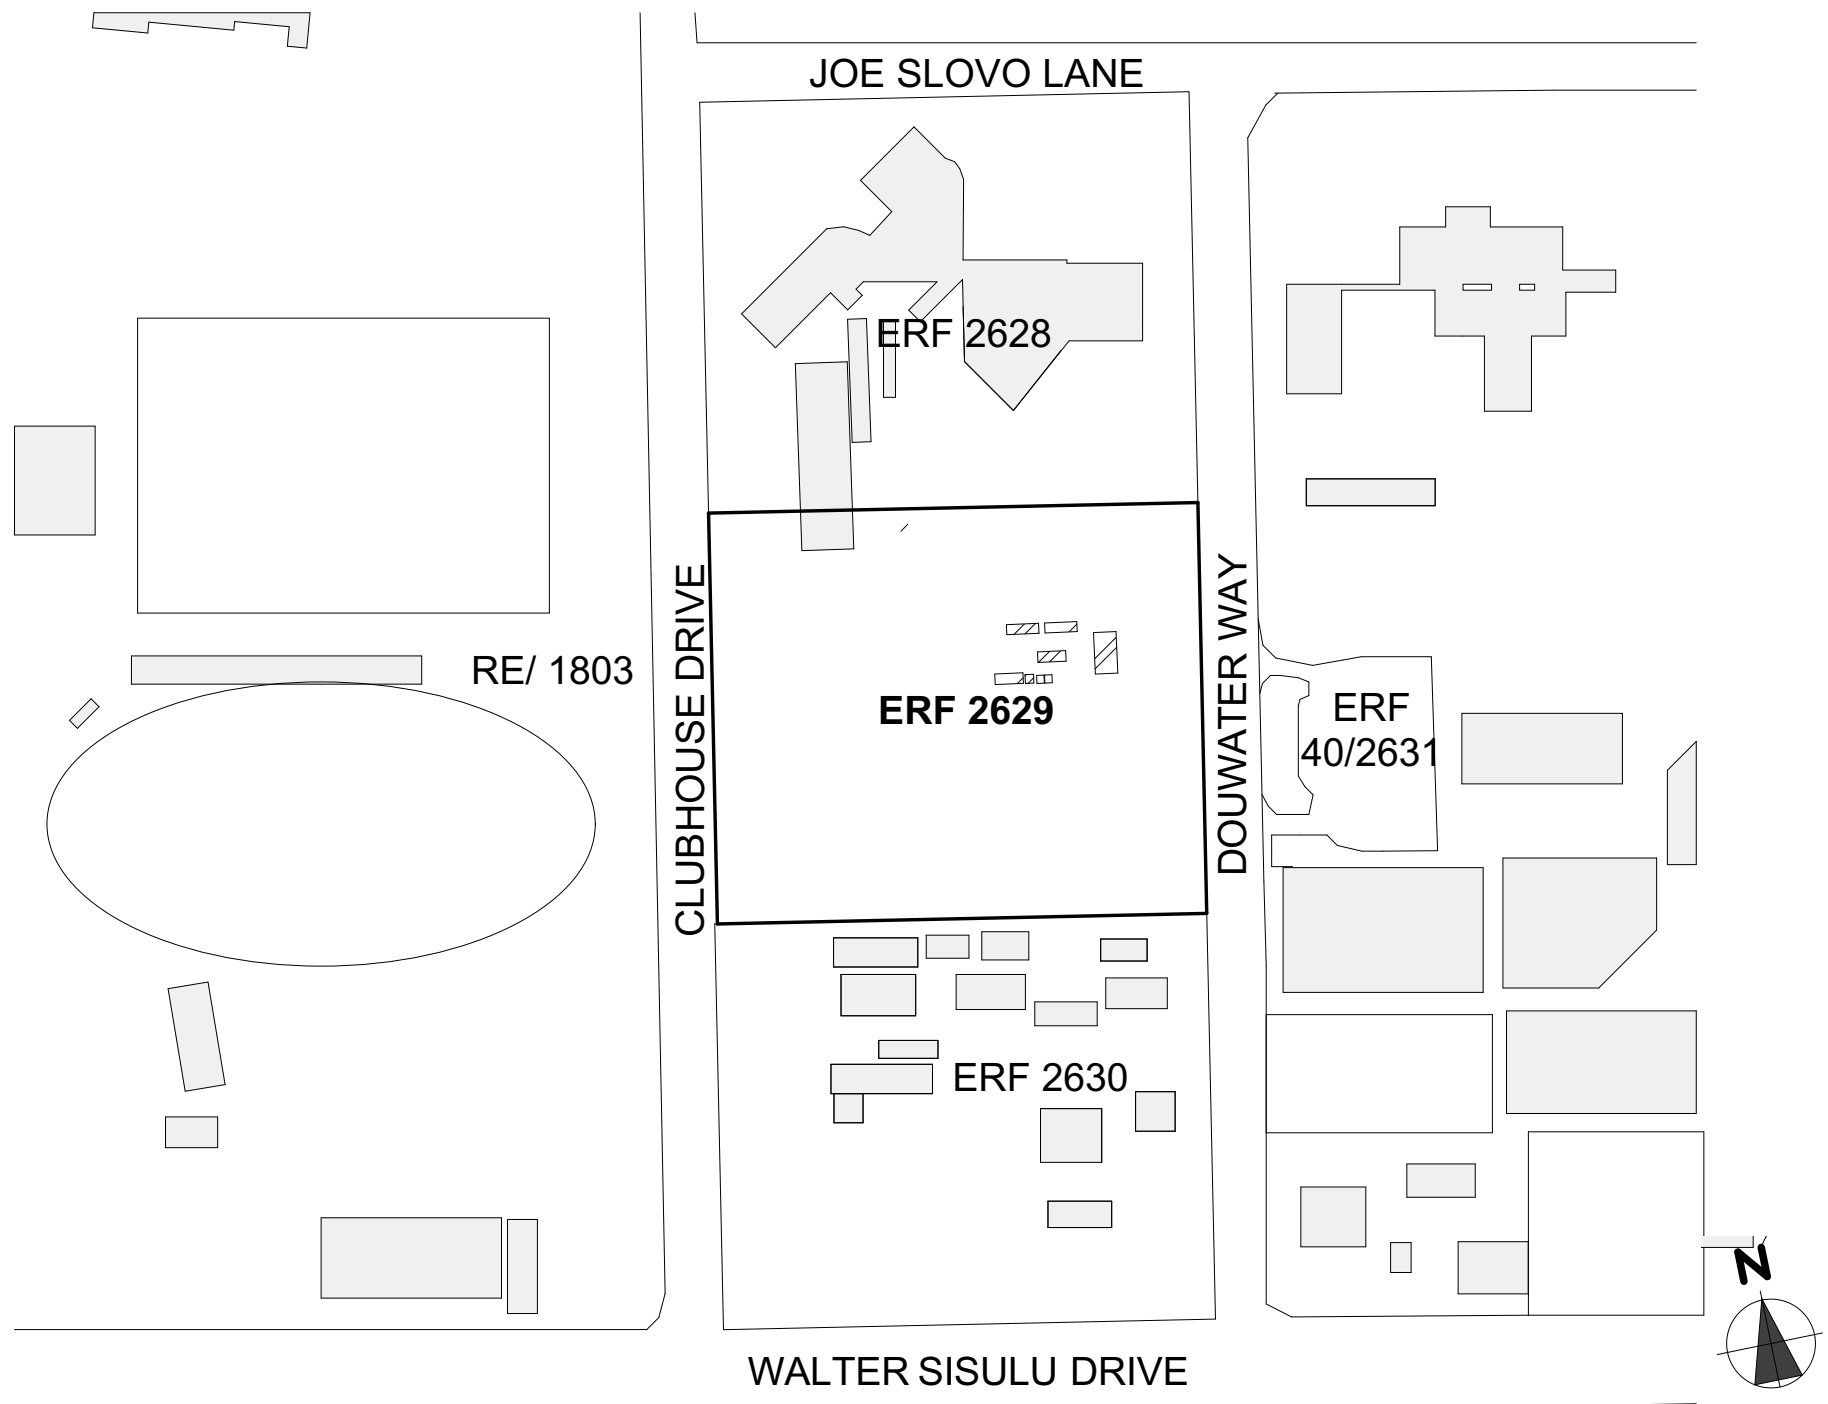 JOE SLOVO LANE
ERF 2628
CLUBHOUSE DRIVE
DOUWATER WAY
RE/ 1803
ERF 2629
ERF
40/2631
ERF 2630
N
WALTER SISULU DRIVE